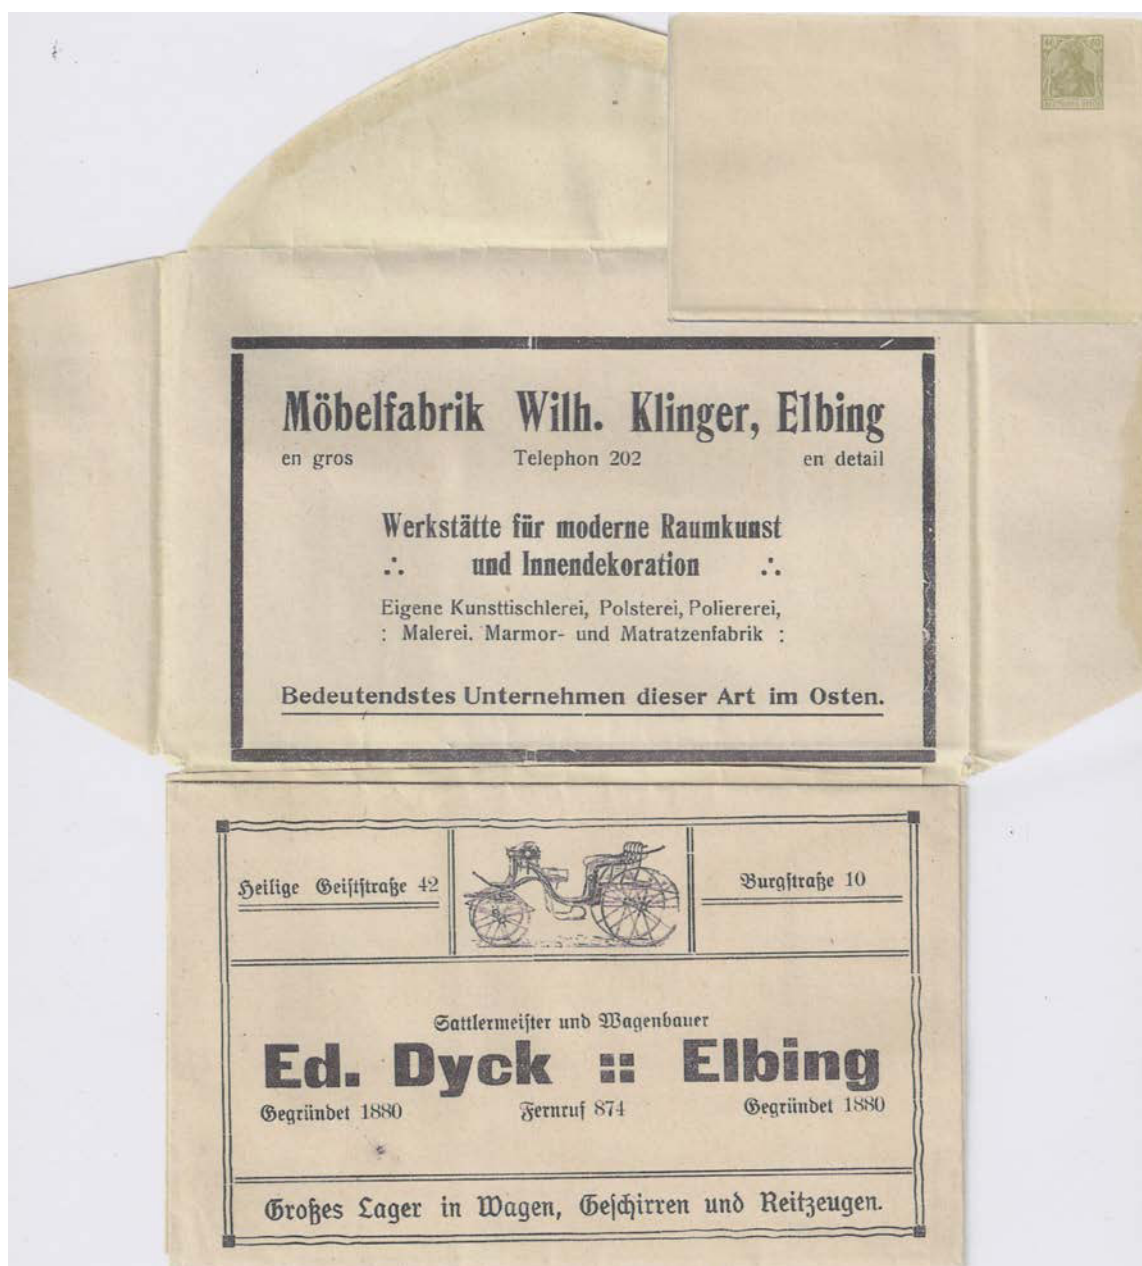 Möbelfabrik Wilh. Klinger, Elbing
en gros Telephon 202 en detail
Werkstätte für moderne Raumkunst
∴ und Innendekoration ∴
Eigene Kunsttischlerei, Polsterei, Poliererei,
: Malerei. Marmor- und Matratzenfabrik :
Bedeutendstes Unternehmen dieser Art im Osten.
Heilige Geiststraße 42
Burgstraße 10
Sattlermeister und Wagenbauer
Ed. Dyck :: Elbing
Gegründet 1880 Fernruf 874 Gegründet 1880
Großes Lager in Wagen, Geschirren und Reitzeugen.